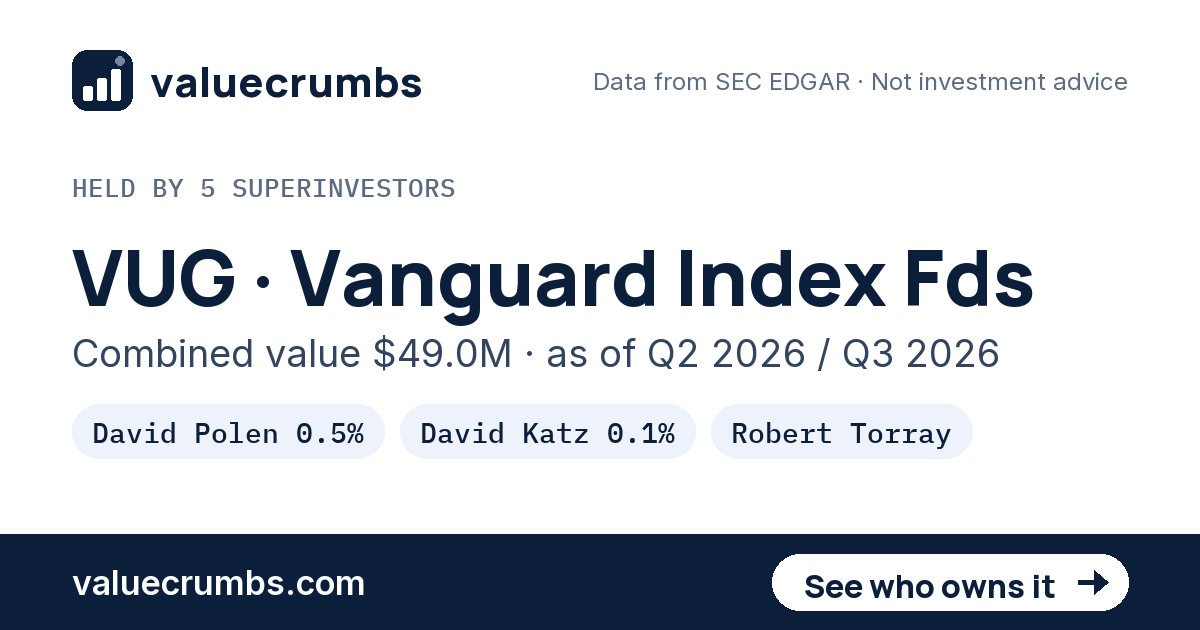 valuecrumbs
Data from SEC EDGAR · Not investment advice
HELD BY 5 SUPERINVESTORS
VUG · Vanguard Index Fds
Combined value $49.0M · as of Q2 2026 / Q3 2026
David Polen 0.5%
David Katz 0.1%
Robert Torray
valuecrumbs.com
See who owns it →